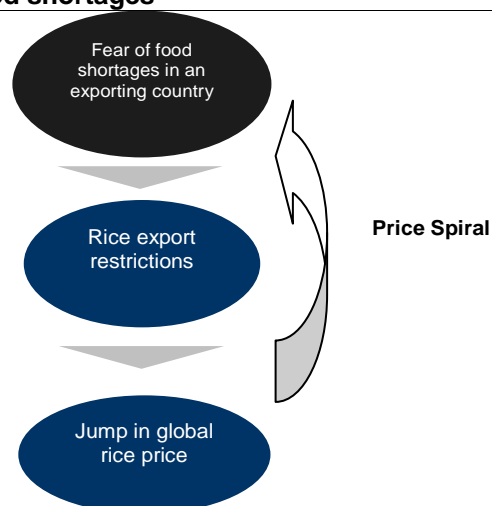 d shortages
Fear of food
shortages in an
exporting country
Price Spiral
Rice export
restrictions
Jump in global
rice price